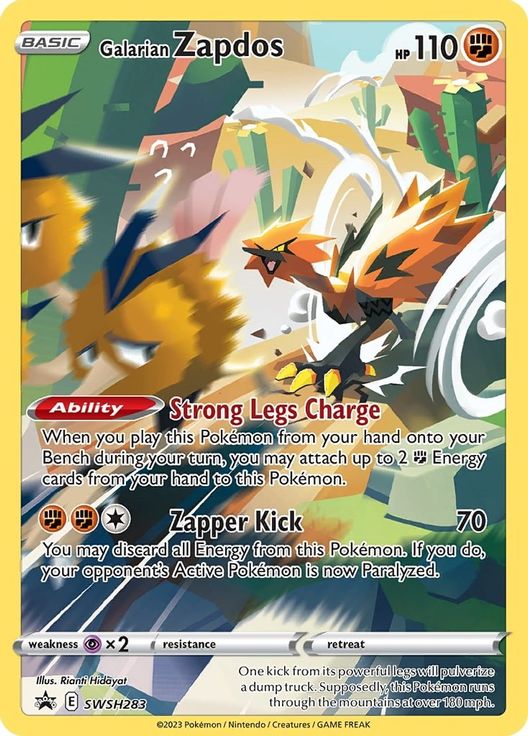 BASIC
Galarian Zapdos
HP 110
Ability Strong Legs Charge
When you play this Pokémon from your hand onto your
Bench during your turn, you may attach up to 2 Energy
cards from your hand to this Pokémon.
Zapper Kick 70
You may discard all Energy from this Pokémon. If you do,
your opponent's Active Pokémon is now Paralyzed.
weakness ×2 resistance retreat
Illus. Rianti Hidayat
E SWSH283
One kick from its powerful legs will pulverize
a dump truck. Supposedly, this Pokémon runs
through the mountains at over 180 mph.
©2023 Pokémon / Nintendo / Creatures / GAME FREAK